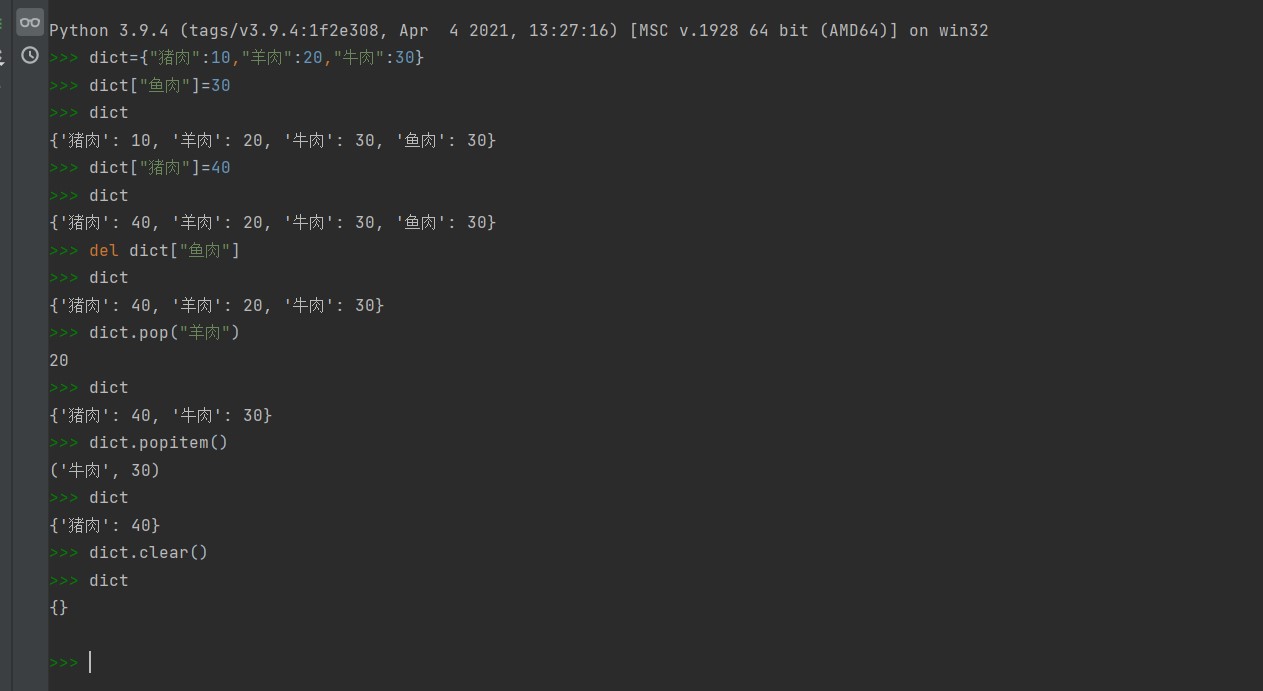 Python 3.9.4 (tags/v3.9.4:1f2e308, Apr  4 2021, 13:27:16) [MSC v.1928 64 bit (AMD64)] on win32
>>> dict={"猪肉":10,"羊肉":20,"牛肉":30}
>>> dict["鱼肉"]=30
>>> dict
{'猪肉': 10, '羊肉': 20, '牛肉': 30, '鱼肉': 30}
>>> dict["猪肉"]=40
>>> dict
{'猪肉': 40, '羊肉': 20, '牛肉': 30, '鱼肉': 30}
>>> del dict["鱼肉"]
>>> dict
{'猪肉': 40, '羊肉': 20, '牛肉': 30}
>>> dict.pop("羊肉")
20
>>> dict
{'猪肉': 40, '牛肉': 30}
>>> dict.popitem()
('牛肉', 30)
>>> dict
{'猪肉': 40}
>>> dict.clear()
>>> dict
{}
>>>